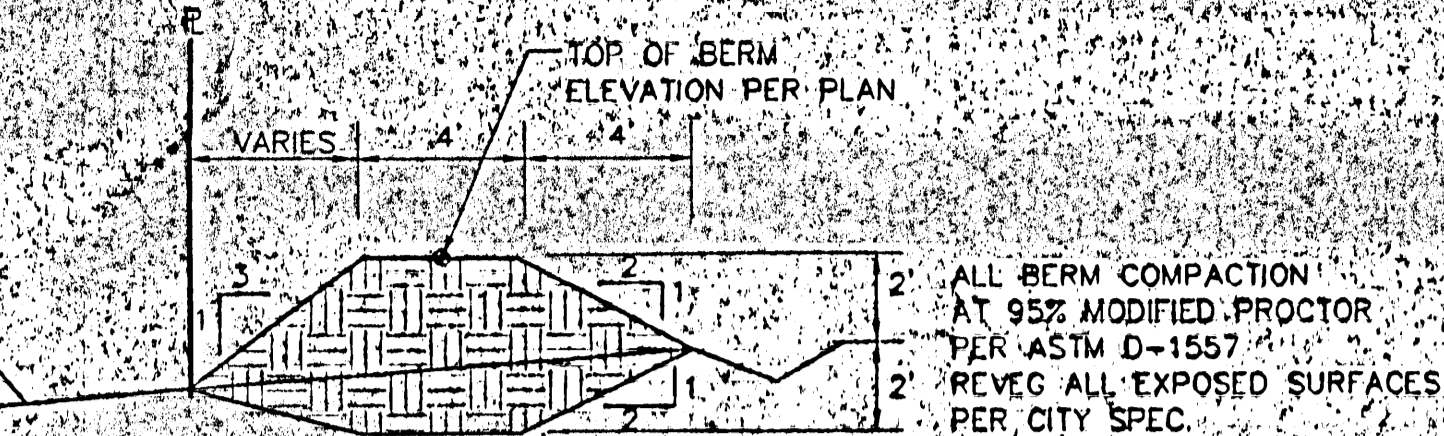 PL
TOP OF BERM
ELEVATION PER PLAN
VARIES 4' 4'
3
1
2
1
1
2
2'
2'
ALL BERM COMPACTION
AT 95% MODIFIED PROCTOR
PER ASTM D-1557
REVEG ALL EXPOSED SURFACES
PER CITY SPEC.